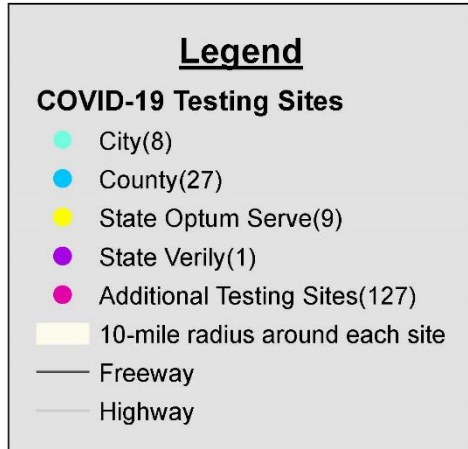 Legend
COVID-19 Testing Sites
City(8)
County(27)
State Optum Serve(9)
State Verily(1)
Additional Testing Sites(127)
10-mile radius around each site
Freeway
Highway